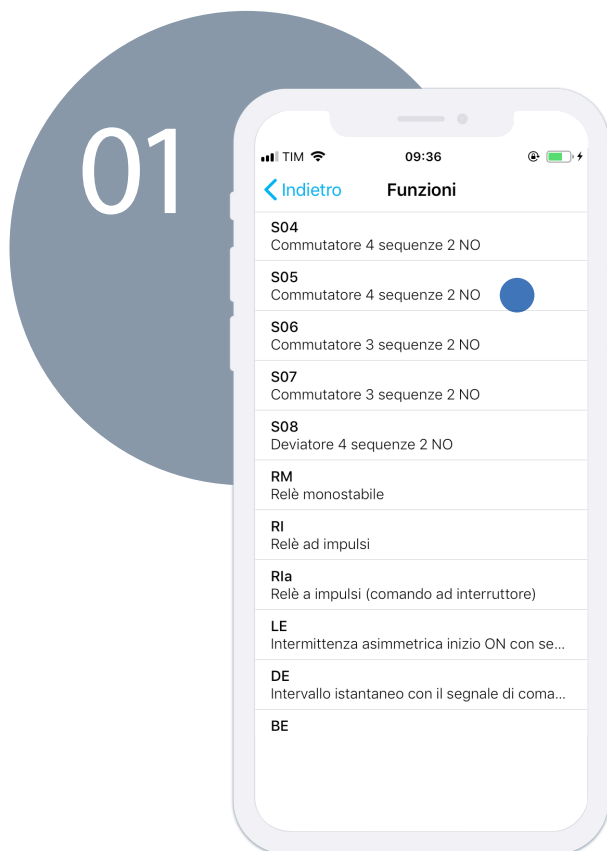 01
TIM
09:36
Indietro
Funzioni
S04
Commutatore 4 sequenze 2 NO
S05
Commutatore 4 sequenze 2 NO
S06
Commutatore 3 sequenze 2 NO
S07
Commutatore 3 sequenze 2 NO
S08
Deviatore 4 sequenze 2 NO
RM
Relè monostabile
RI
Relè ad impulsi
RIa
Relè a impulsi (comando ad interruttore)
LE
Intermittenza asimmetrica inizio ON con se...
DE
Intervallo istantaneo con il segnale di coma...
BE